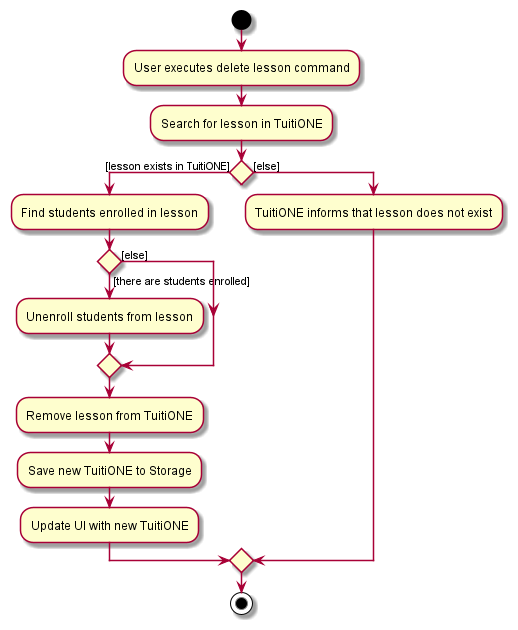 User executes delete lesson command
Search for lesson in TuitiONE
[lesson exists in TuitiONE]
[else]
Find students enrolled in lesson
TuitiONE informs that lesson does not exist
[else]
[there are students enrolled]
Unenroll students from lesson
Remove lesson from TuitiONE
Save new TuitiONE to Storage
Update UI with new TuitiONE